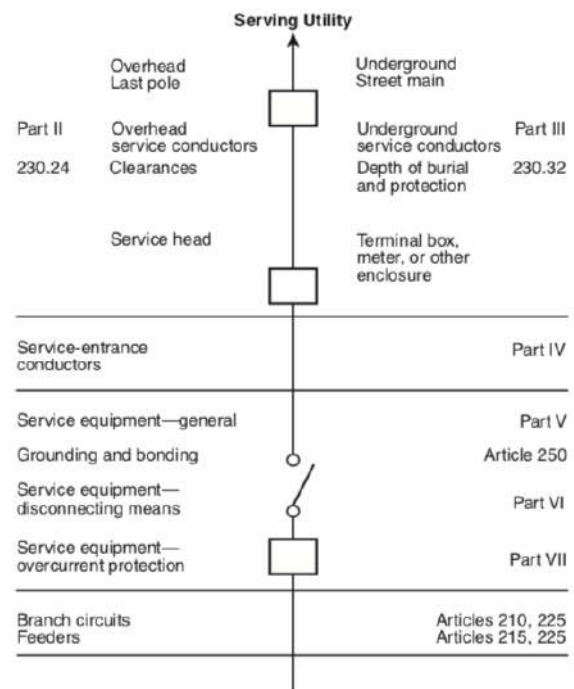 Serving Utility
Overhead
Last pole
Underground
Street main
Part II
Overhead
service conductors
Underground
service conductors
Part III
230.24
Clearances
Depth of burial
and protection
230.32
Service head
Terminal box,
meter, or other
enclosure
Service-entrance
conductors
Part IV
Service equipment—general
Part V
Grounding and bonding
Article 250
Service equipment—
disconnecting means
Part VI
Service equipment—
overcurrent protection
Part VII
Branch circuits
Articles 210, 225
Feeders
Articles 215, 225